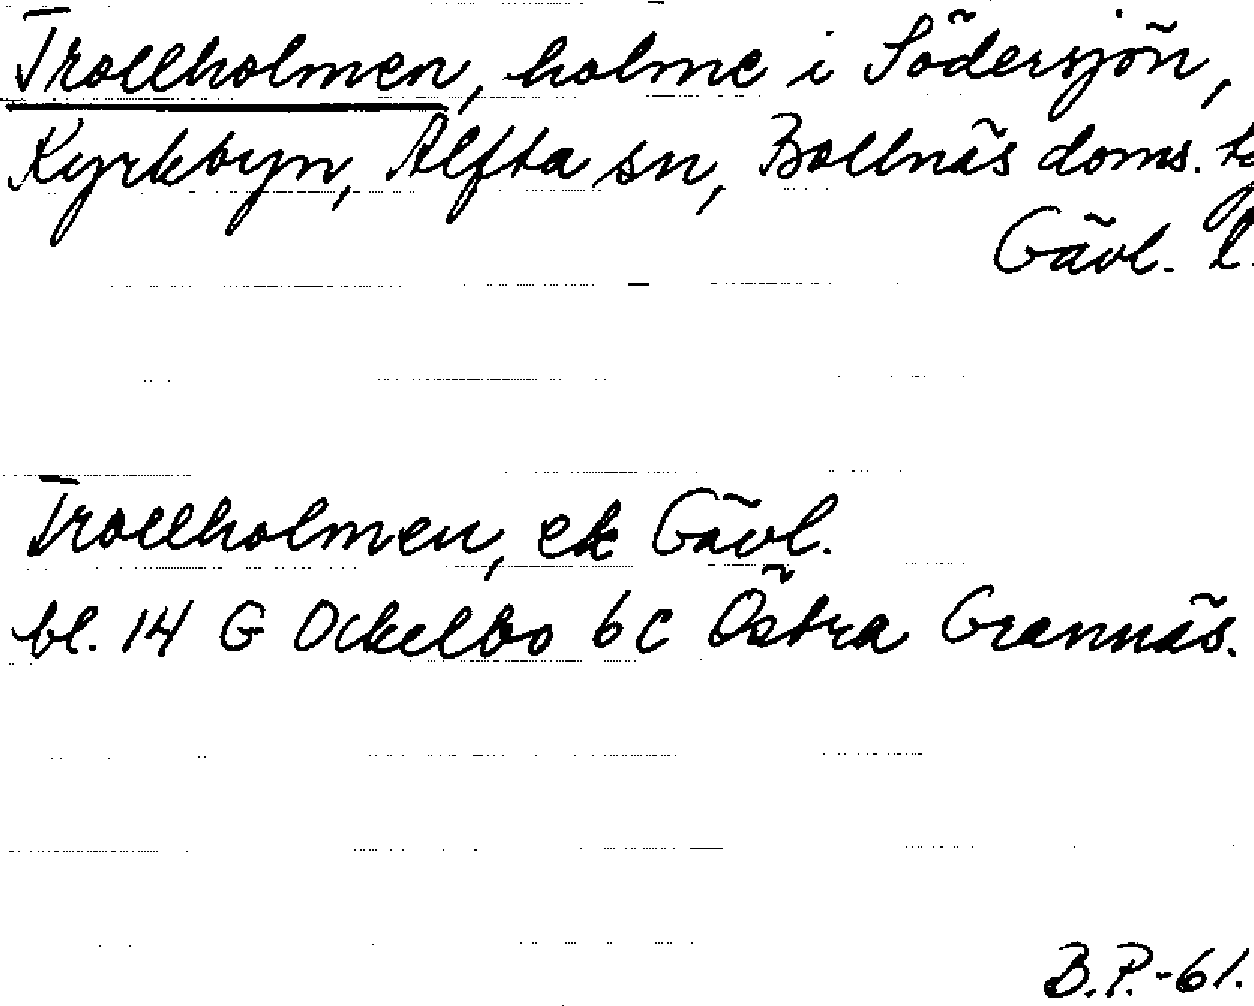 Trollholmen, holme i Södersjön,
Kyrkbyn, Alfta sn, Bollnäs doms.
Gävl. l.
Trollholmen, ek Gävl.
bl. 14 G Ockelbo 6c Östra Grannäs.
B.P.-61.